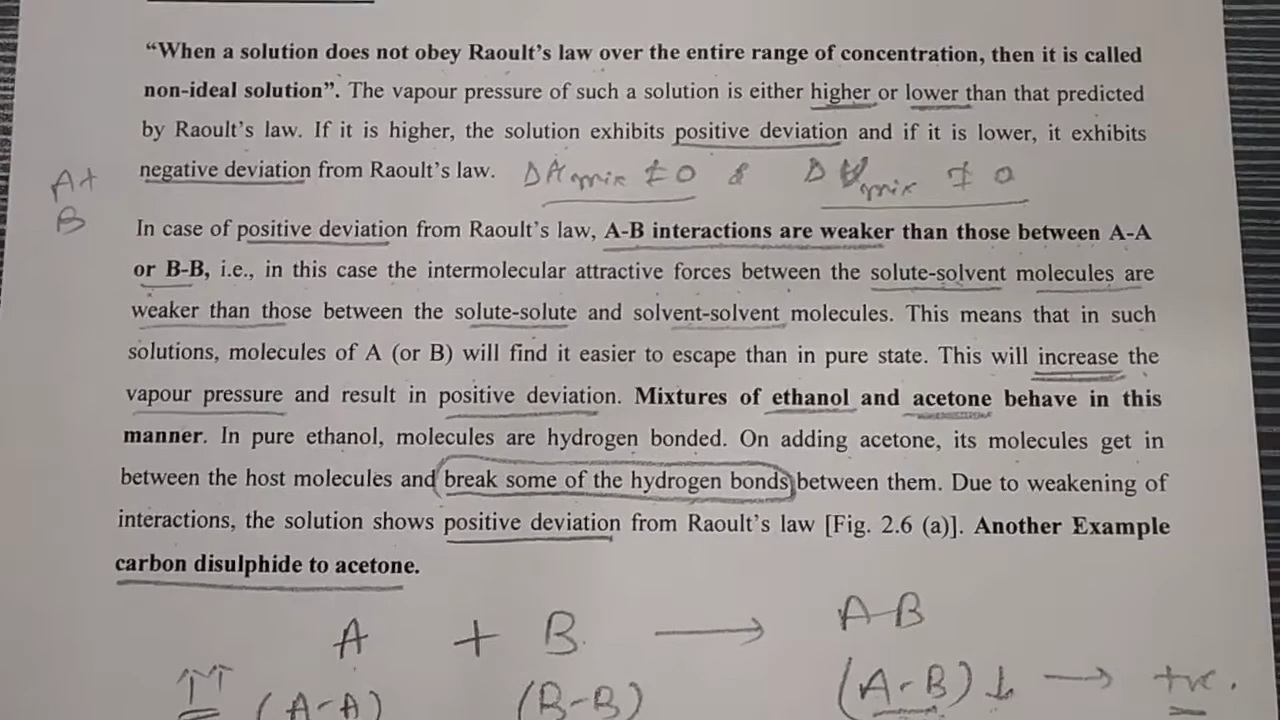 “When a solution does not obey Raoult’s law over the entire range of concentration, then it is called
non-ideal solution”. The vapour pressure of such a solution is either higher or lower than that predicted
by Raoult’s law. If it is higher, the solution exhibits positive deviation and if it is lower, it exhibits
negative deviation from Raoult’s law. ΔHmix ≠ 0 & ΔVmix ≠ 0
A+
B
In case of positive deviation from Raoult’s law, A-B interactions are weaker than those between A-A
or B-B, i.e., in this case the intermolecular attractive forces between the solute-solvent molecules are
weaker than those between the solute-solute and solvent-solvent molecules. This means that in such
solutions, molecules of A (or B) will find it easier to escape than in pure state. This will increase the
vapour pressure and result in positive deviation. Mixtures of ethanol and acetone behave in this
manner. In pure ethanol, molecules are hydrogen bonded. On adding acetone, its molecules get in
between the host molecules and break some of the hydrogen bonds between them. Due to weakening of
interactions, the solution shows positive deviation from Raoult’s law [Fig. 2.6 (a)]. Another Example
carbon disulphide to acetone.
A + B ⟶ A-B
↑↑ (A-A) (B-B) (A-B)↓ ⟶ +ve.